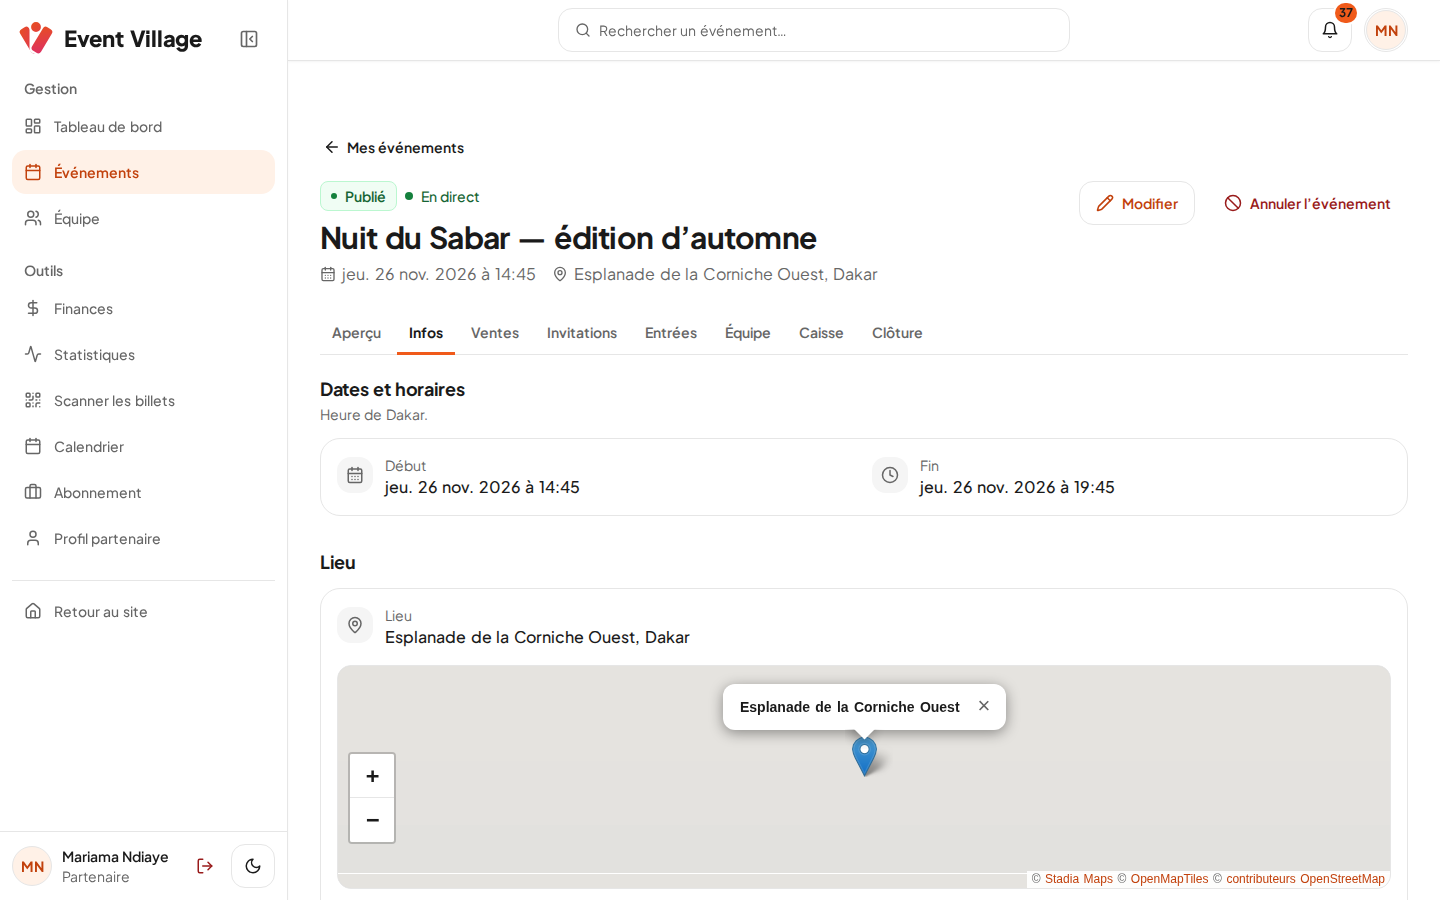 Event Village
Rechercher un événement...
37
MN
Gestion
Tableau de bord
Événements
Équipe
Outils
Finances
Statistiques
Scanner les billets
Calendrier
Abonnement
Profil partenaire
Retour au site
MN
Mariama Ndiaye
Partenaire
Mes événements
Publié
En direct
Modifier
Annuler l’événement
Nuit du Sabar — édition d’automne
jeu. 26 nov. 2026 à 14:45
Esplanade de la Corniche Ouest, Dakar
Aperçu
Infos
Ventes
Invitations
Entrées
Équipe
Caisse
Clôture
Dates et horaires
Heure de Dakar.
Début
jeu. 26 nov. 2026 à 14:45
Fin
jeu. 26 nov. 2026 à 19:45
Lieu
Lieu
Esplanade de la Corniche Ouest, Dakar
Esplanade de la Corniche Ouest ×
+
−
© Stadia Maps © OpenMapTiles © contributeurs OpenStreetMap